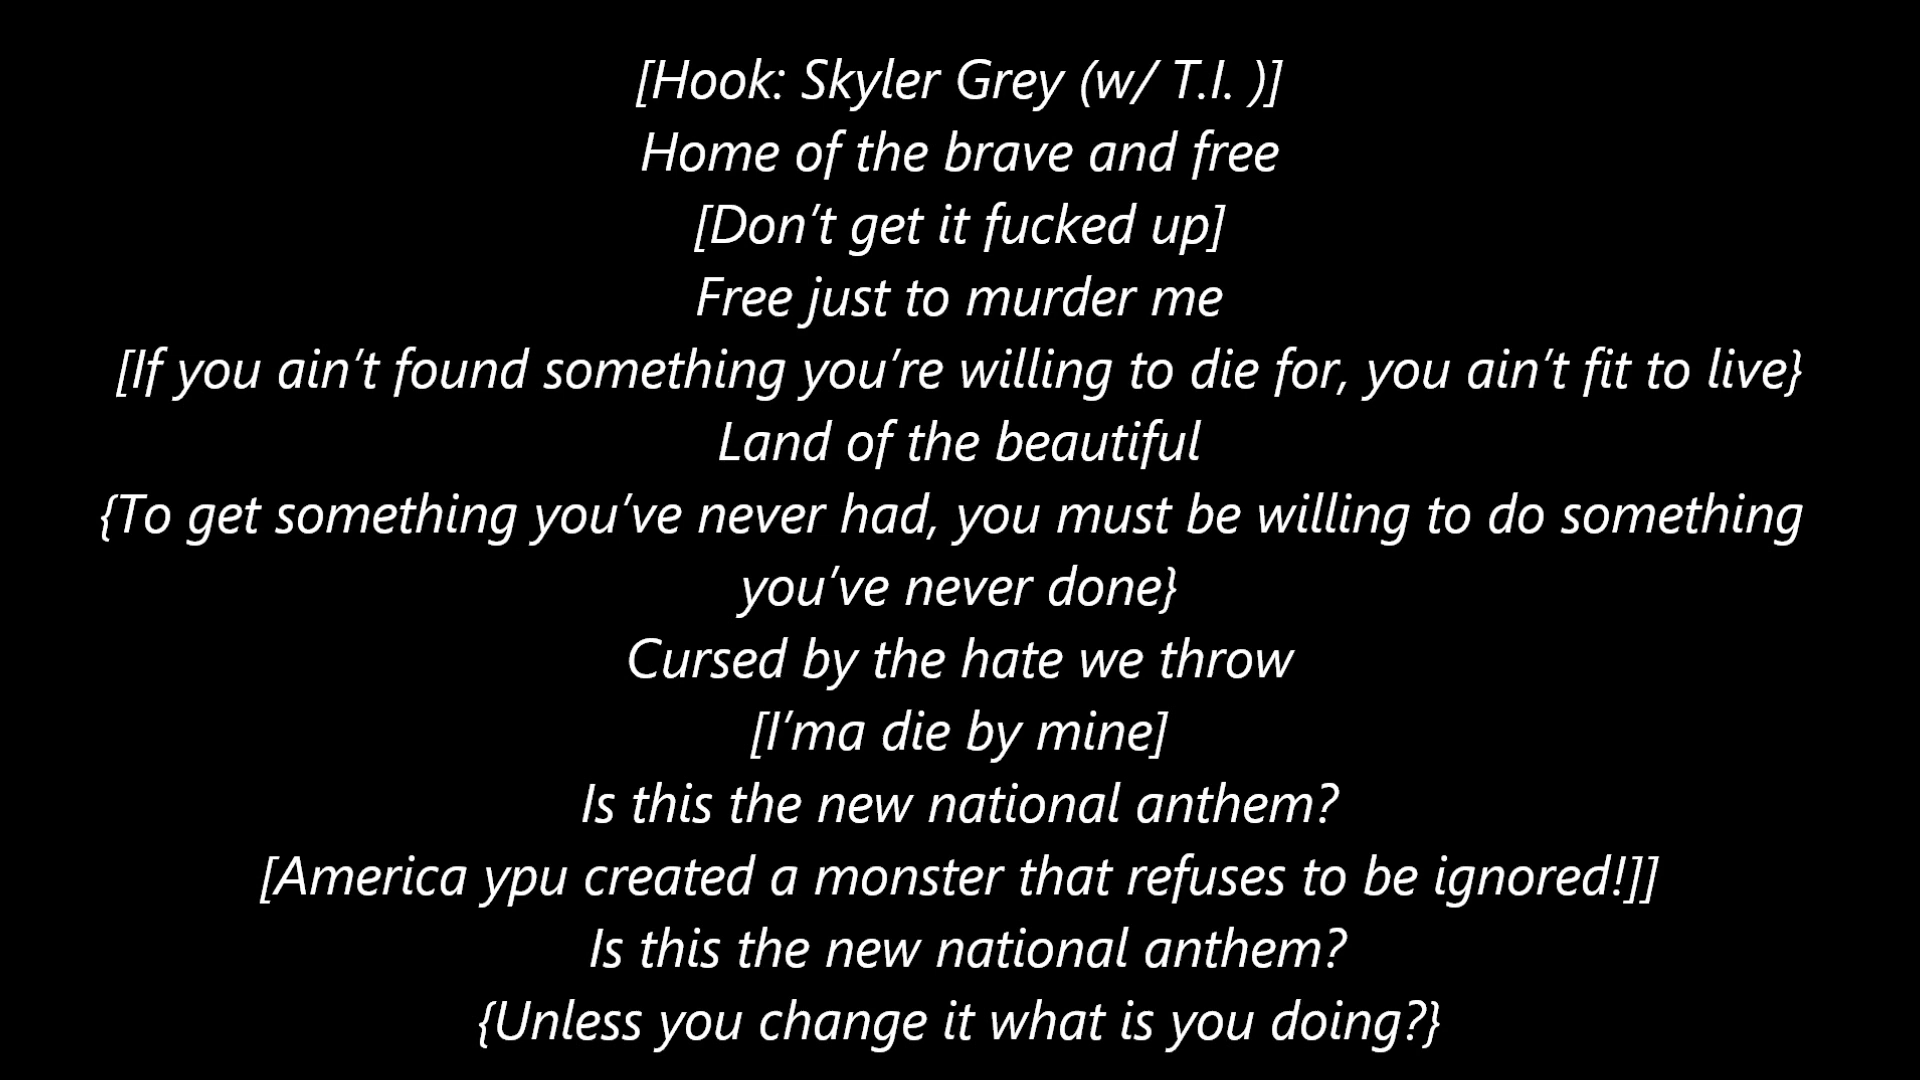 [Hook: Skyler Grey (w/ T.I. )]
Home of the brave and free
[Don't get it fucked up]
Free just to murder me
[If you ain't found something you're willing to die for, you ain't fit to live}
Land of the beautiful
{To get something you've never had, you must be willing to do something
you've never done}
Cursed by the hate we throw
[I'ma die by mine]
Is this the new national anthem?
[America ypu created a monster that refuses to be ignored!]]
Is this the new national anthem?
{Unless you change it what is you doing?}